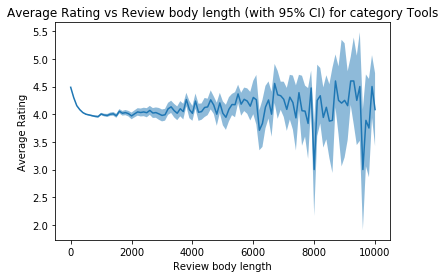 Average Rating vs Review body length (with 95% CI) for category Tools
5.5
5.0
4.5
4.0
3.5
3.0
2.5
2.0
Average Rating
0 2000 4000 6000 8000 10000
Review body length